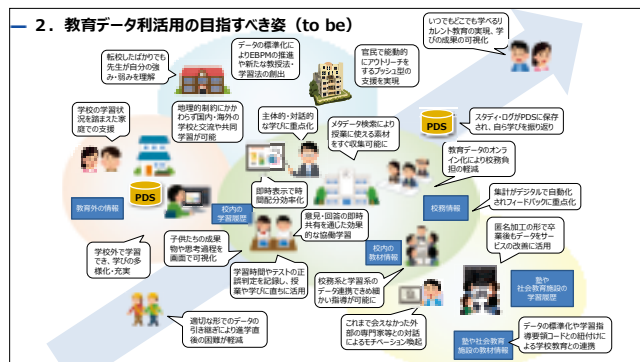 2．教育データ利活用の目指すべき姿（to be）
いつでもどこでも学べるリ
カレント教育の実現、学
びの成果の可視化
データの標準化に
よりEBPMの推進
や新たな教授法・
学習法の創出
官民で能動的に
アウトリーチを
するプッシュ型の
支援を実現
転校したばかりでも
先生が自分の強
み・弱みを理解
学校の学習状
況を踏まえた家
庭での支援
地理的制約にかか
わらず国内・海外の
学校と交流や共同
学習が可能
主体的・対話的
な学びに重点化
メタデータ検索により
授業に使える素材
をすぐ収集可能に
PDS
スタディ・ログがPDSに保存
され、自ら学びを振り返り
教育データのオンラ
イン化により校務負
担の軽減
PDS
即時表示で時
間配分効率化
集計がデジタルで自動化
されフィードバックに重点化
教育外の情報
校内の
学習履歴
校務情報
意見・回答の即時
共有を通じた効果
的な協働学習
匿名加工の形で卒
業後もデータをサー
ビスの改善に活用
学校外で学習
でき、学びの多
様化・充実
子供たちの成果
物や思考過程を
画面で可視化
校内の
教材情報
学習時間やテストの正
誤判定を記録し、授
業や学びに直ちに活用
校務系と学習系の
データ連携できめ細
かい指導が可能に
塾や
社会教育施設の
学習履歴
適切な形でのデータの
引き継ぎにより進学直
後の困難が軽減
これまで会えなかった外
部の専門家等との対話
によるモチベーション喚起
塾や社会教育
施設の教材情報
データの標準化や学習指
導要領コードとの紐付けに
よる学校教育との連携